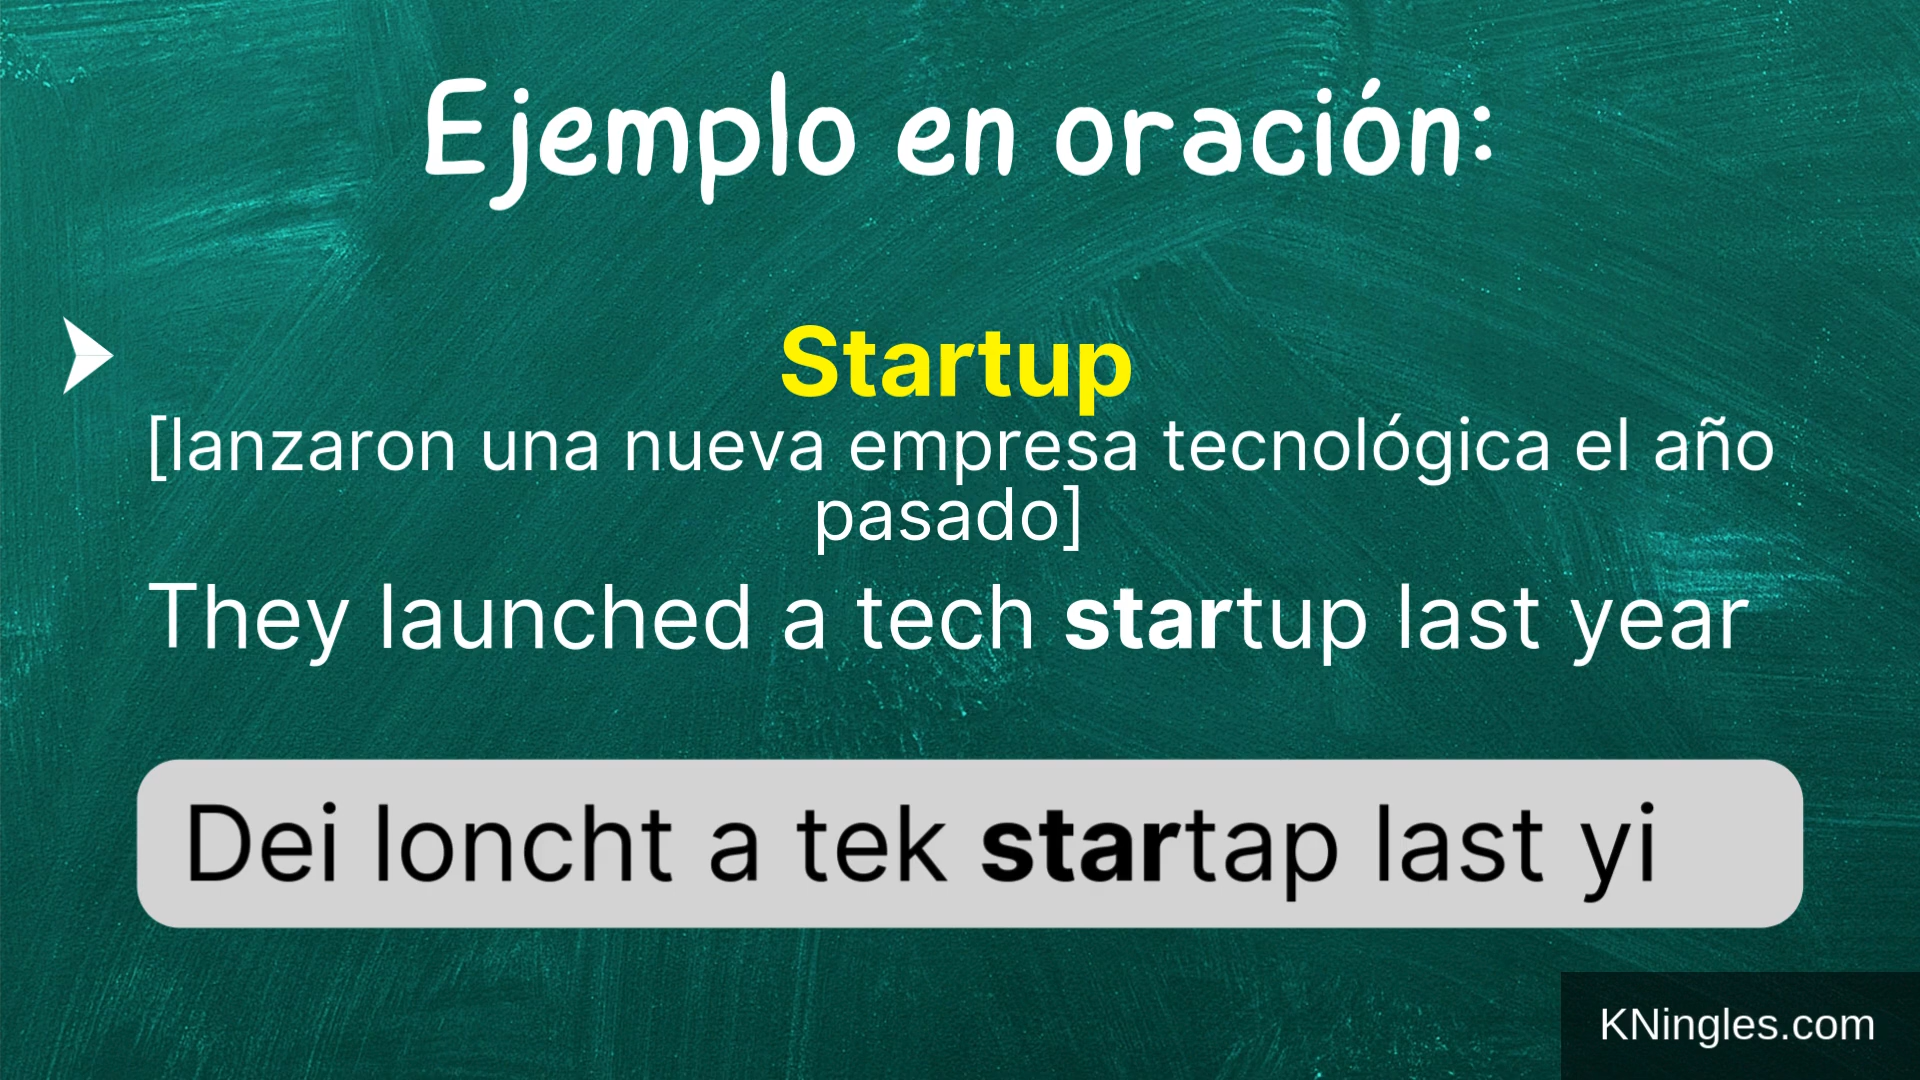 Ejemplo en oración:
Startup
[lanzaron una nueva empresa tecnológica el año
pasado]
They launched a tech startup last year
Dei loncht a tek startap last yi
KNingles.com